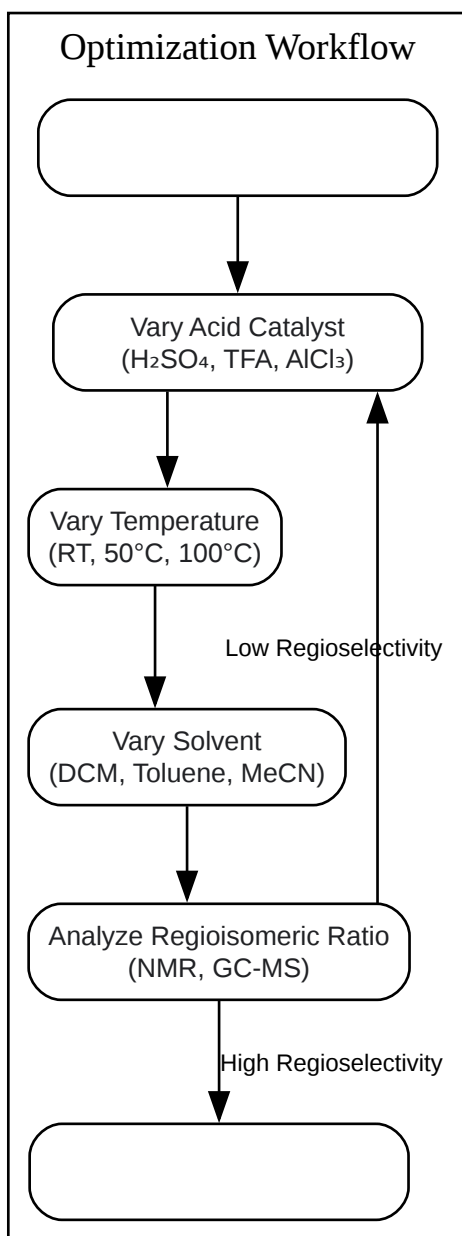 Optimization Workflow
Vary Acid Catalyst
(H₂SO₄, TFA, AlCl₃)
Vary Temperature
(RT, 50°C, 100°C)
Low Regioselectivity
Vary Solvent
(DCM, Toluene, MeCN)
Analyze Regioisomeric Ratio
(NMR, GC-MS)
High Regioselectivity